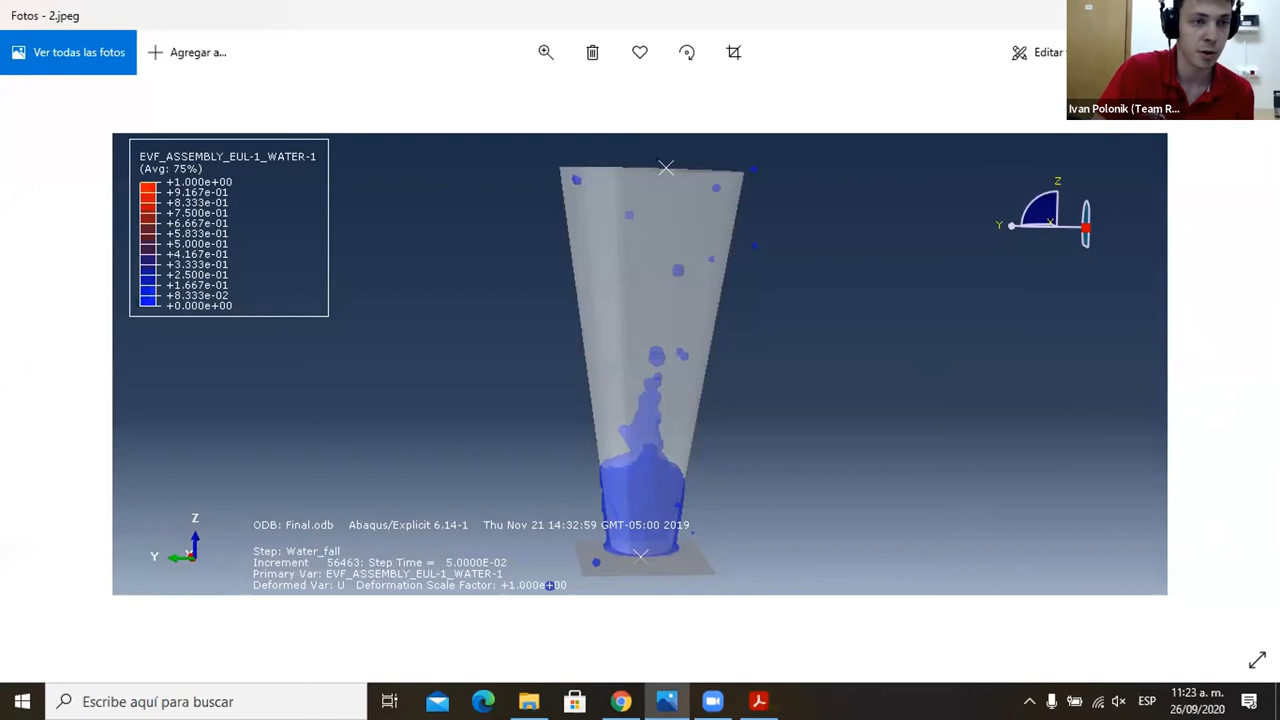 Fotos - 2.jpeg
Ver todas las fotos
Agregar a...
Editar
Ivan Polonik (Team R...
EVF_ASSEMBLY_EUL-1_WATER-1
(Avg: 75%)
+1.000e+00
+9.167e-01
+8.333e-01
+7.500e-01
+6.667e-01
+5.833e-01
+5.000e-01
+4.167e-01
+3.333e-01
+2.500e-01
+1.667e-01
+8.333e-02
+0.000e+00
Z
Y
X
Z
Y
X
ODB: Final.odb Abaqus/Explicit 6.14-1 Thu Nov 21 14:32:59 GMT-05:00 2019
Step: Water_fall
Increment 56463: Step Time = 5.0000E-02
Primary Var: EVF_ASSEMBLY_EUL-1_WATER-1
Deformed Var: U Deformation Scale Factor: +1.000e+00
Escribe aquí para buscar
ESP
11:23 a. m.
26/09/2020